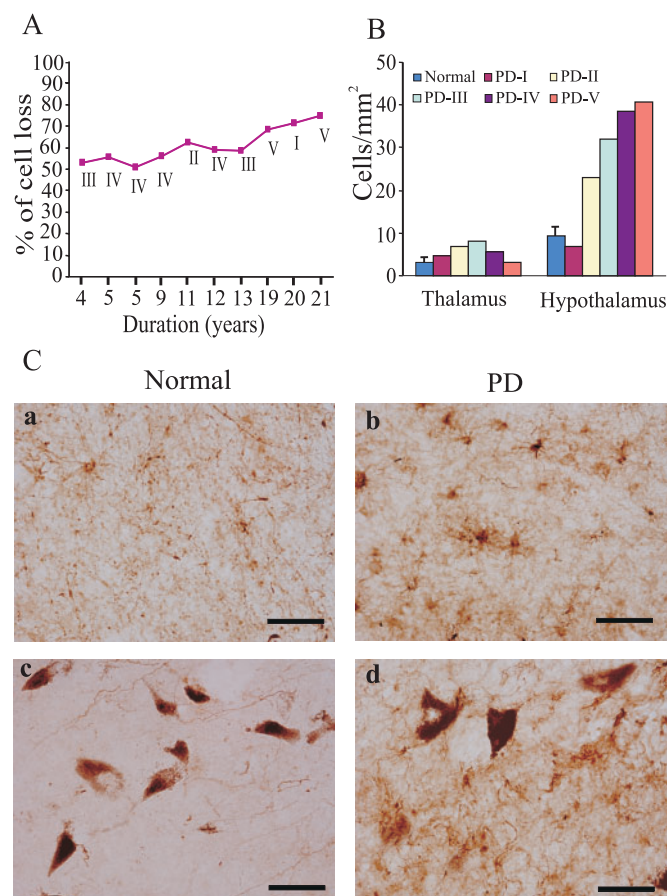 A
% of cell loss
100
90
80
70
60
50
40
30
20
10
0
III IV IV IV II IV III V I V
4 5 5 9 11 12 13 19 20 21
Duration (years)
B
Normal PD-I PD-II
PD-III PD-IV PD-V
Cells/mm²
50
40
30
20
10
0
Thalamus Hypothalamus
C
Normal PD
a b
c d